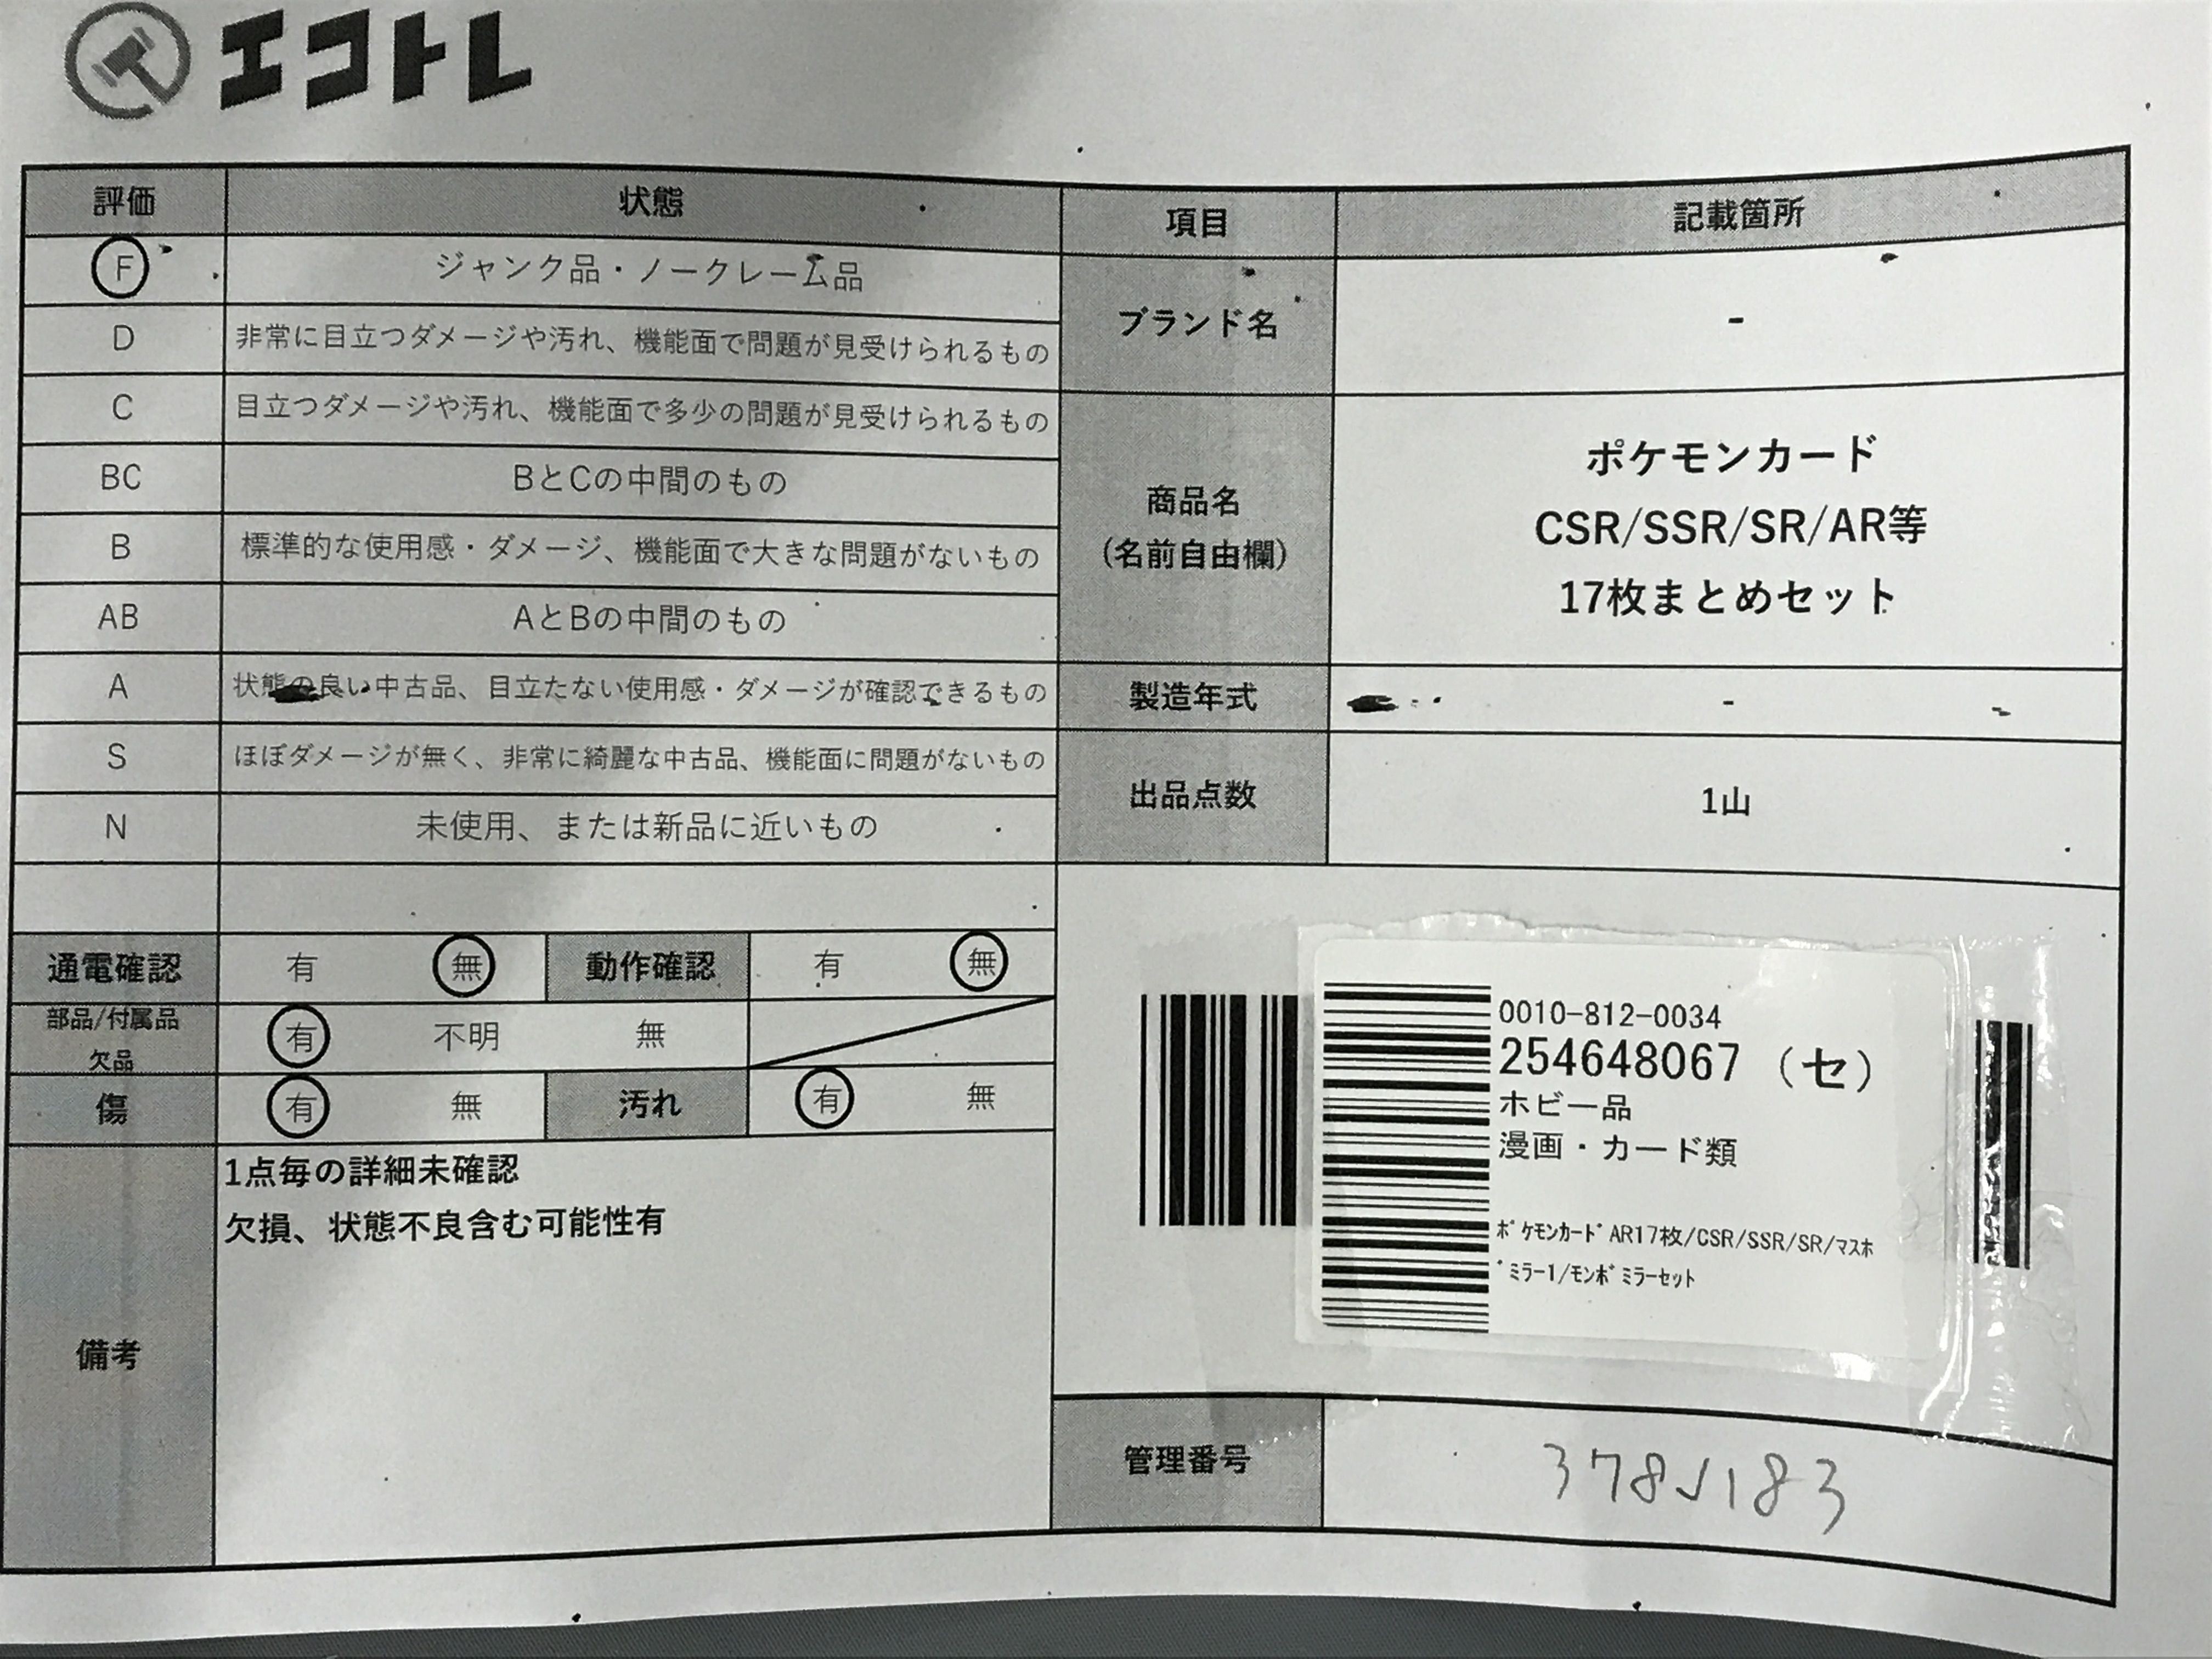 エコトレ
評価 状態
F ジャンク品・ノークレーム品
D 非常に目立つダメージや汚れ、機能面で問題が見受けられるもの
C 目立つダメージや汚れ、機能面で多少の問題が見受けられるもの
BC BとCの中間のもの
B 標準的な使用感・ダメージ、機能面で大きな問題がないもの
AB AとBの中間のもの
A 状態の良い中古品、目立たない使用感・ダメージが確認できるもの
S ほぼダメージが無く、非常に綺麗な中古品、機能面に問題がないもの
N 未使用、または新品に近いもの
通電確認 有 無 動作確認 有 無
部品/付属品
欠品 有 不明 無
傷 有 無 汚れ 有 無
備考
1点毎の詳細未確認
欠損、状態不良含む可能性有
項目 記載箇所
ブランド名 -
商品名
(名前自由欄)
ポケモンカード
CSR/SSR/SR/AR等
17枚まとめセット
製造年式 -
出品点数 1山
0010-812-0034
254648067 (セ)
ホビー品
漫画・カード類
ﾎﾟｹﾓﾝｶｰﾄﾞAR17枚/CSR/SSR/SR/ﾏｽﾎ
ﾞﾐﾗｰ1/ﾓﾝﾎﾞﾐﾗｰｾｯﾄ
管理番号